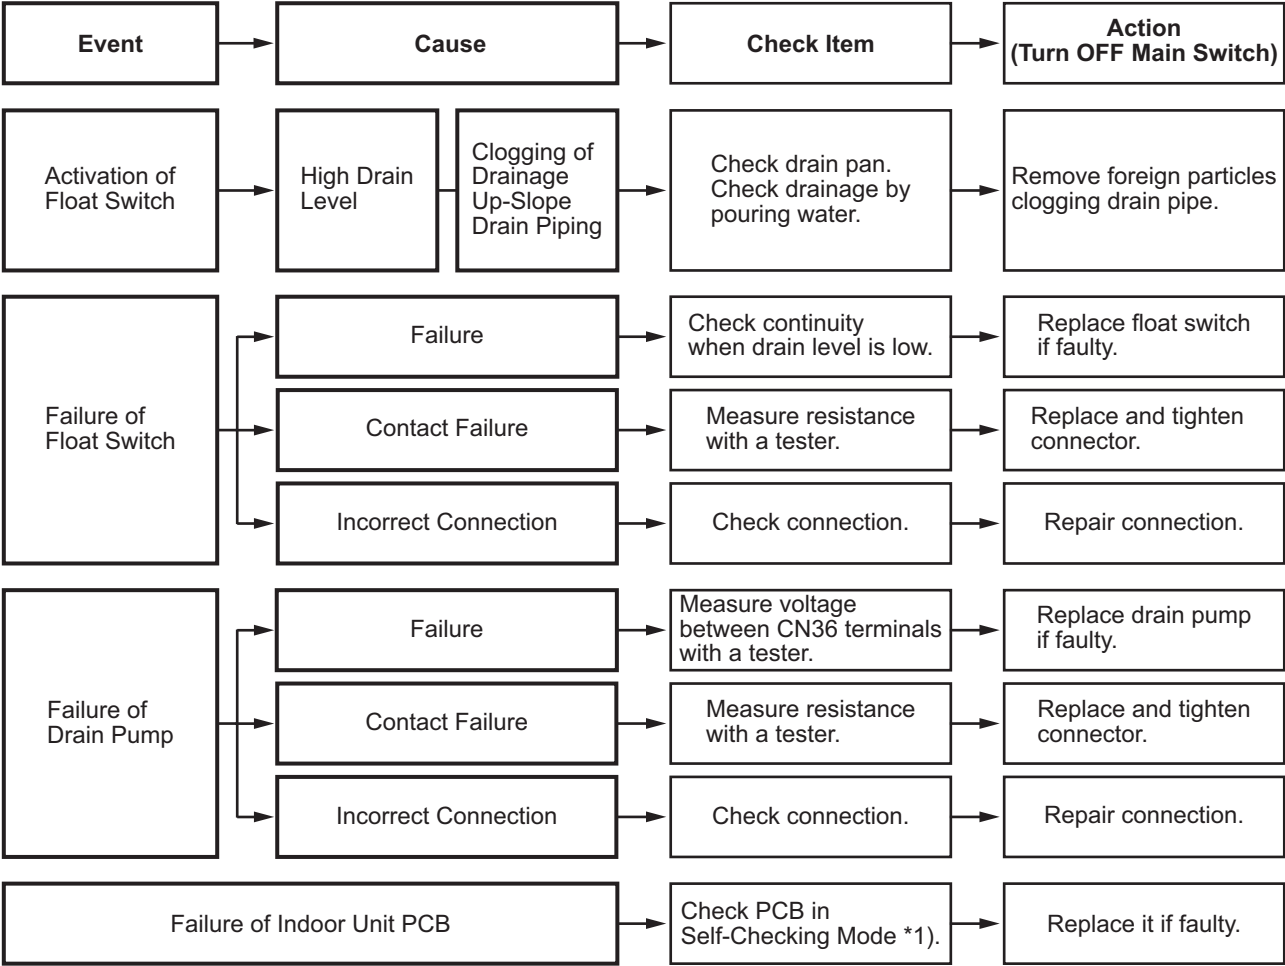 Event
Cause
Check Item
Action
(Turn OFF Main Switch)
Activation of
Float Switch
High Drain
Level
Clogging of
Drainage
Up-Slope
Drain Piping
Check drain pan.
Check drainage by
pouring water.
Remove foreign particles
clogging drain pipe.
Failure of
Float Switch
Failure
Check continuity
when drain level is low.
Replace float switch
if faulty.
Contact Failure
Measure resistance
with a tester.
Replace and tighten
connector.
Incorrect Connection
Check connection.
Repair connection.
Failure of
Drain Pump
Failure
Measure voltage
between CN36 terminals
with a tester.
Replace drain pump
if faulty.
Contact Failure
Measure resistance
with a tester.
Replace and tighten
connector.
Incorrect Connection
Check connection.
Repair connection.
Failure of Indoor Unit PCB
Check PCB in
Self-Checking Mode *1).
Replace it if faulty.